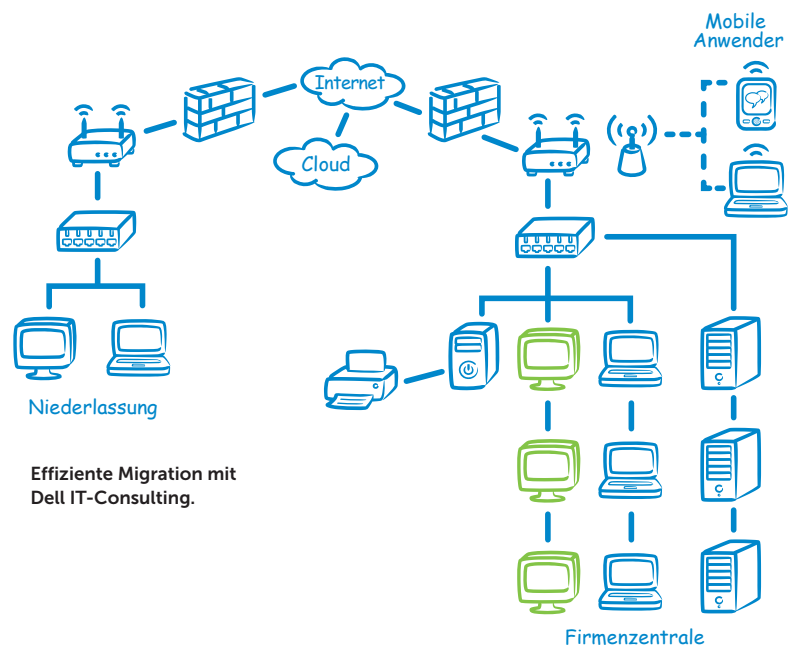 Mobile
Anwender
Internet
Cloud
Niederlassung
Effiziente Migration mit
Dell IT-Consulting.
Firmenzentrale